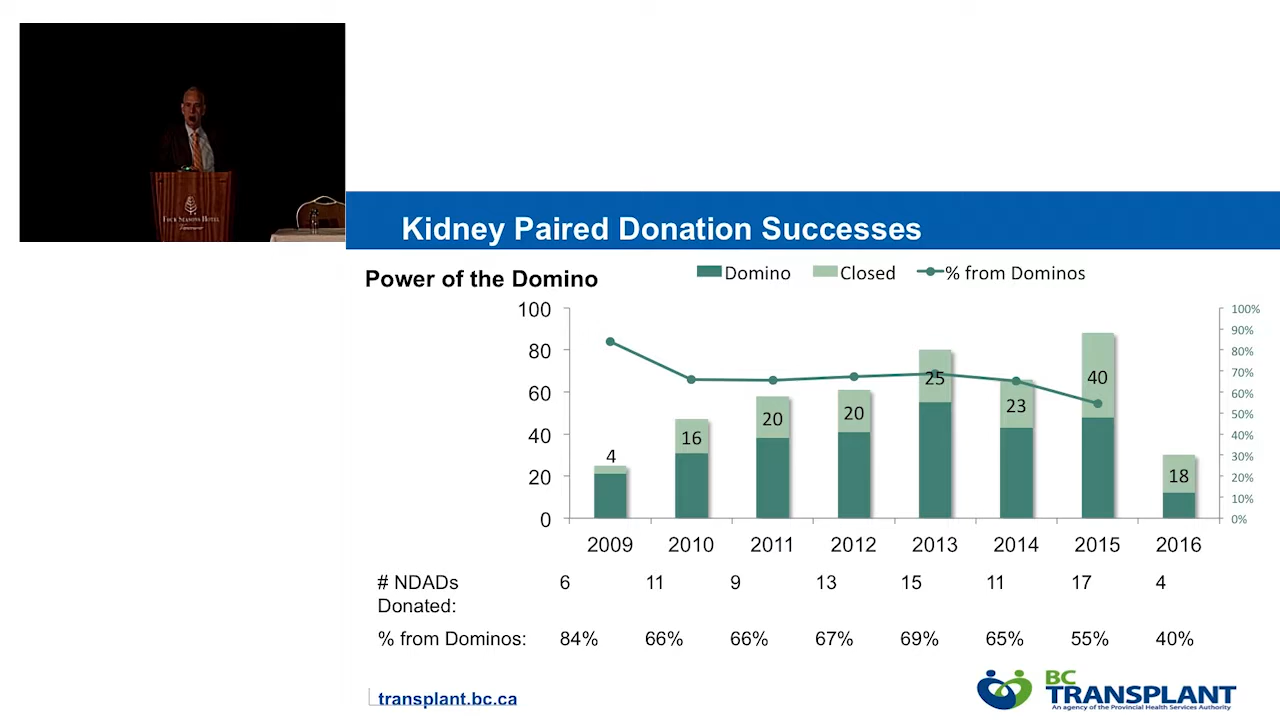 FOUR SEASONS HOTEL
Vancouver
Kidney Paired Donation Successes
Power of the Domino
Domino
Closed
% from Dominos
100
80
60
40
20
0
100%
90%
80%
70%
60%
50%
40%
30%
20%
10%
0%
4
16
20
20
25
23
40
18
2009 2010 2011 2012 2013 2014 2015 2016
# NDADs 6 11 9 13 15 11 17 4
Donated:
% from Dominos: 84% 66% 66% 67% 69% 65% 55% 40%
transplant.bc.ca
BC
TRANSPLANT
An agency of the Provincial Health Services Authority